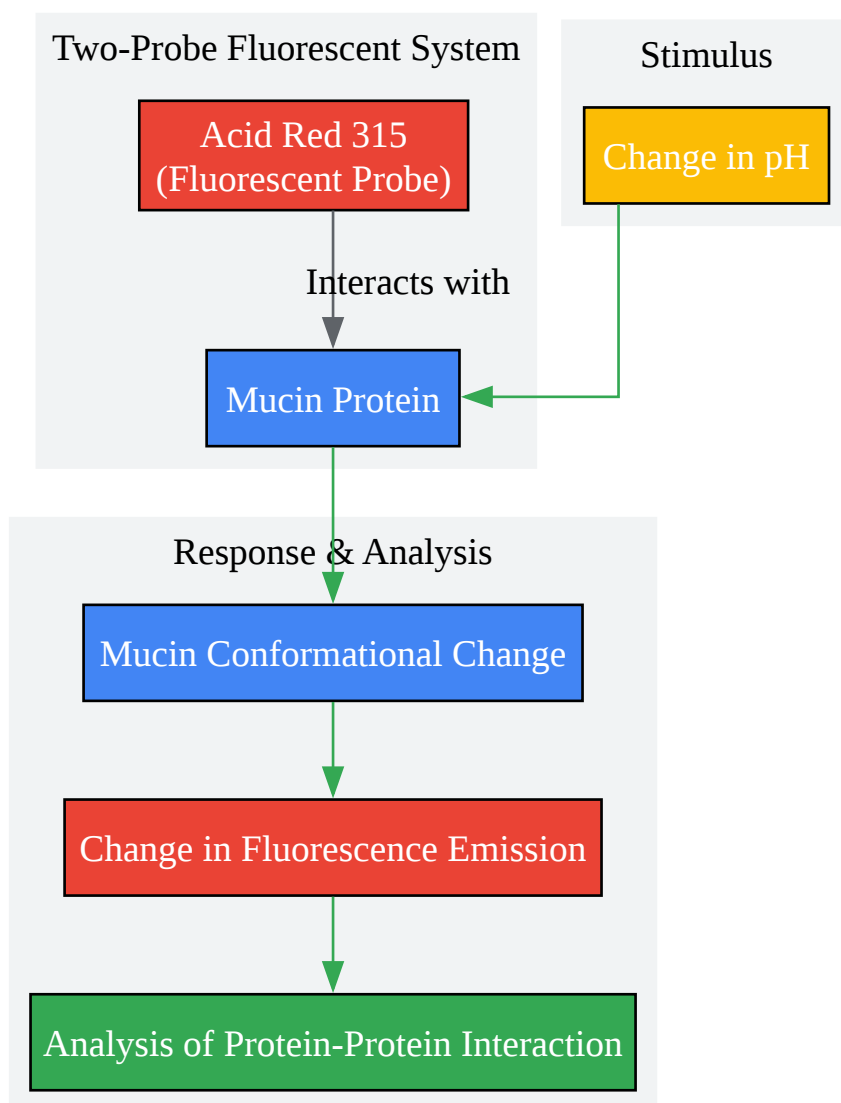 Two-Probe Fluorescent System
Stimulus
Acid Red 315
(Fluorescent Probe)
Change in pH
Interacts with
Mucin Protein
Response & Analysis
Mucin Conformational Change
Change in Fluorescence Emission
Analysis of Protein-Protein Interaction